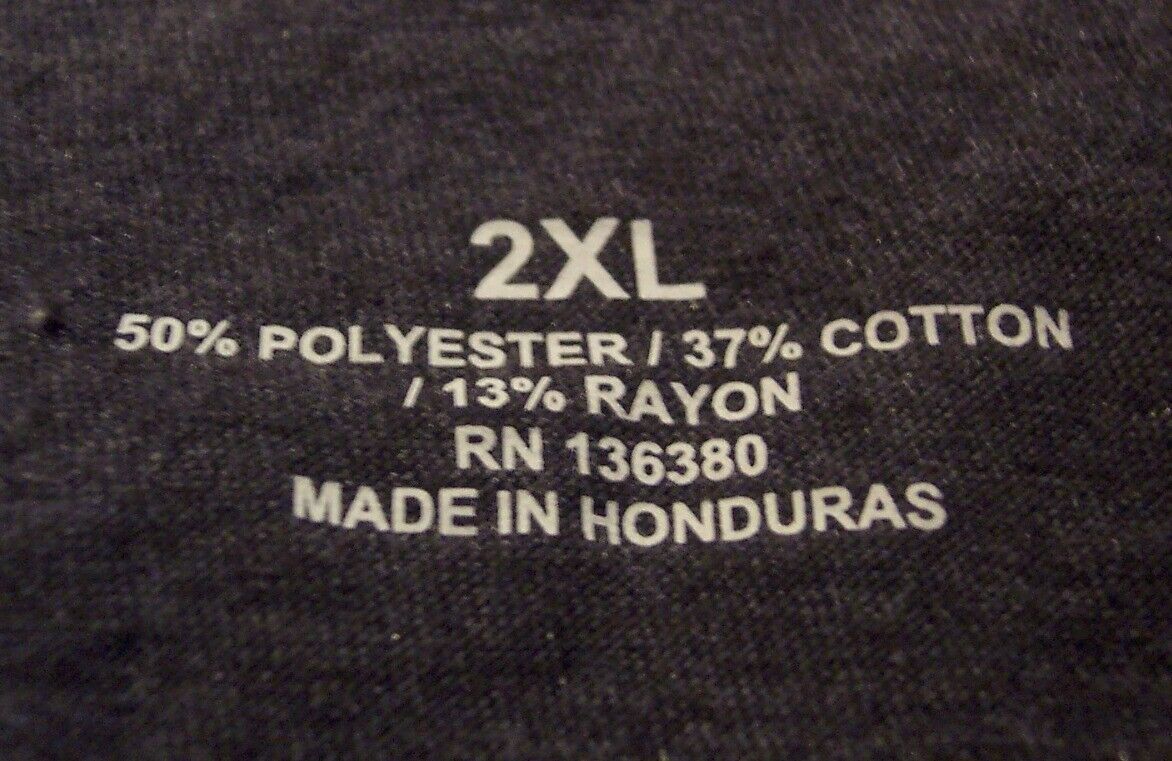 2XL
50% POLYESTER / 37% COTTON
/ 13% RAYON
RN 136380
MADE IN HONDURAS